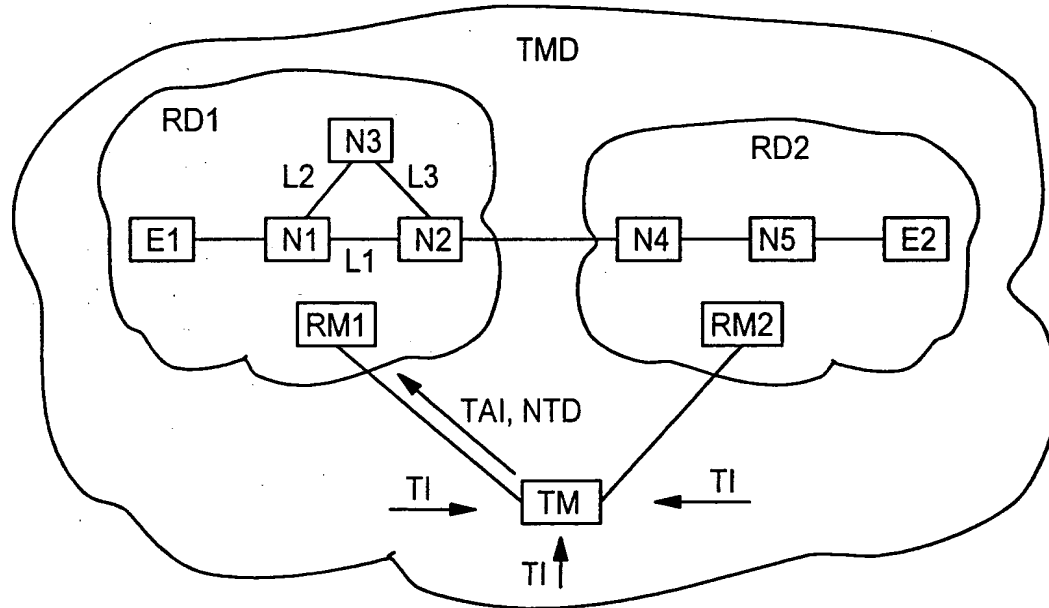 TMD
RD1
N3
RD2
L2
L3
E1
N1
N2
N4
N5
E2
L1
RM1
RM2
TAI, NTD
TI
TM
TI
TI